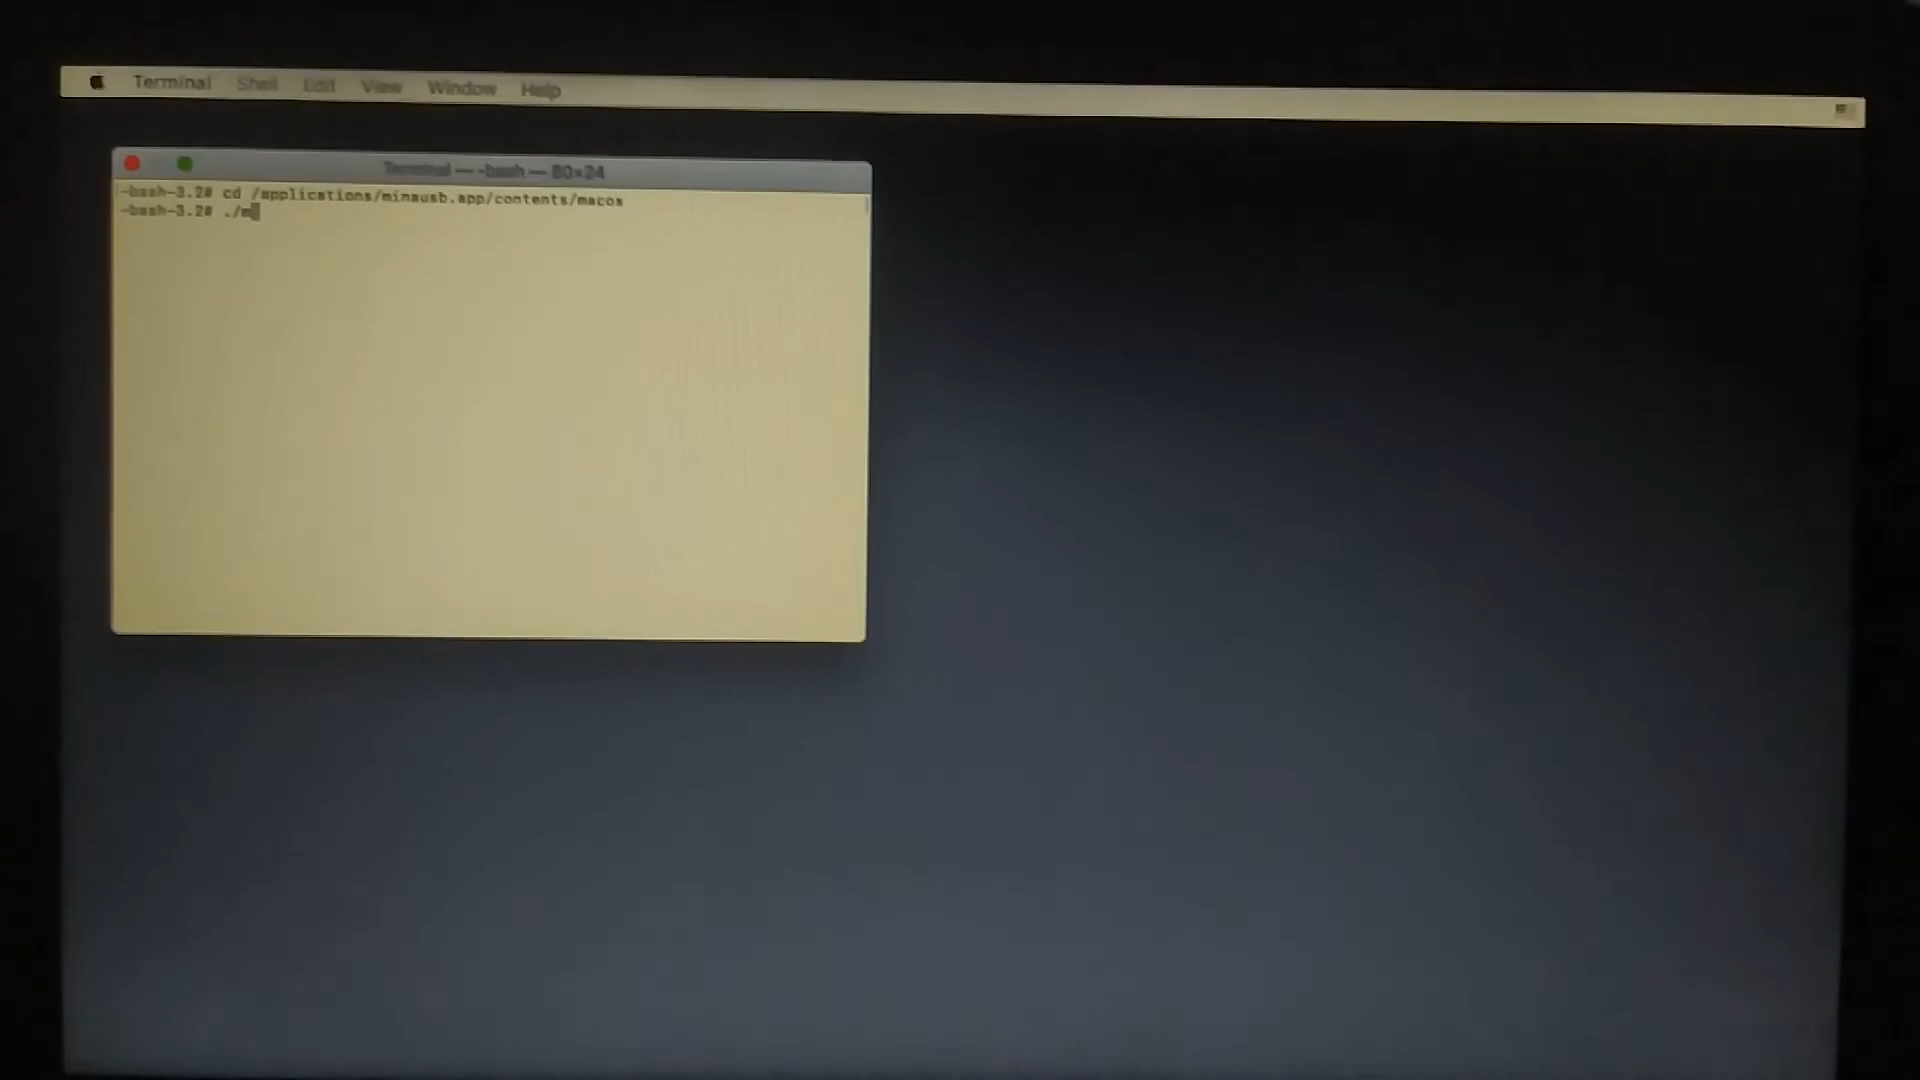 Terminal Shell Edit View Window Help
Terminal — -bash — 80×24
-bash-3.2# cd /applications/minausb.app/contents/macos
-bash-3.2# ./m